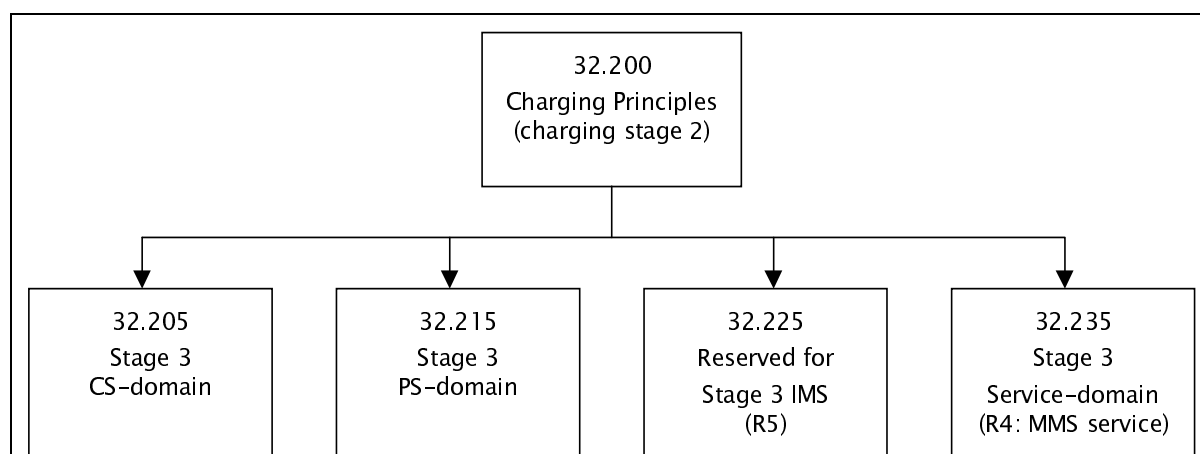 32.200
Charging Principles
(charging stage 2)
32.205
Stage 3
CS-domain
32.215
Stage 3
PS-domain
32.225
Reserved for
Stage 3 IMS
(R5)
32.235
Stage 3
Service-domain
(R4: MMS service)